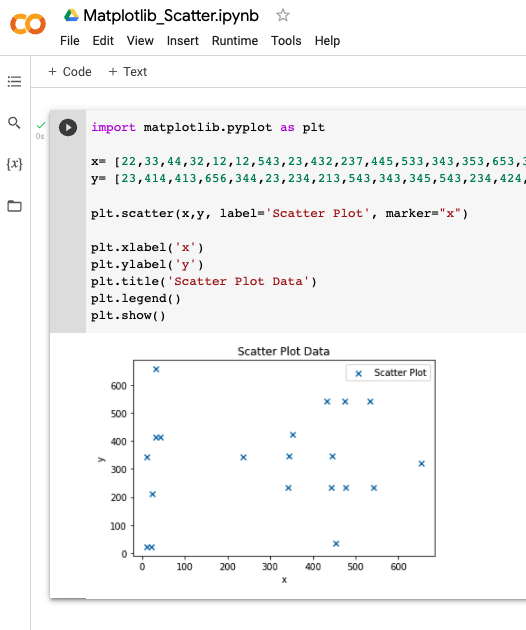 Matplotlib_Scatter.ipynb
File Edit View Insert Runtime Tools Help
+ Code + Text
0s
{x}
import matplotlib.pyplot as plt
x= [22,33,44,32,12,12,543,23,432,237,445,533,343,353,653,
y= [23,414,413,656,344,23,234,213,543,343,345,543,234,424,
plt.scatter(x,y, label='Scatter Plot', marker="x")
plt.xlabel('x')
plt.ylabel('y')
plt.title('Scatter Plot Data')
plt.legend()
plt.show()
Scatter Plot Data
Scatter Plot
600
500
400
300
200
100
0
y
0 100 200 300 400 500 600
x